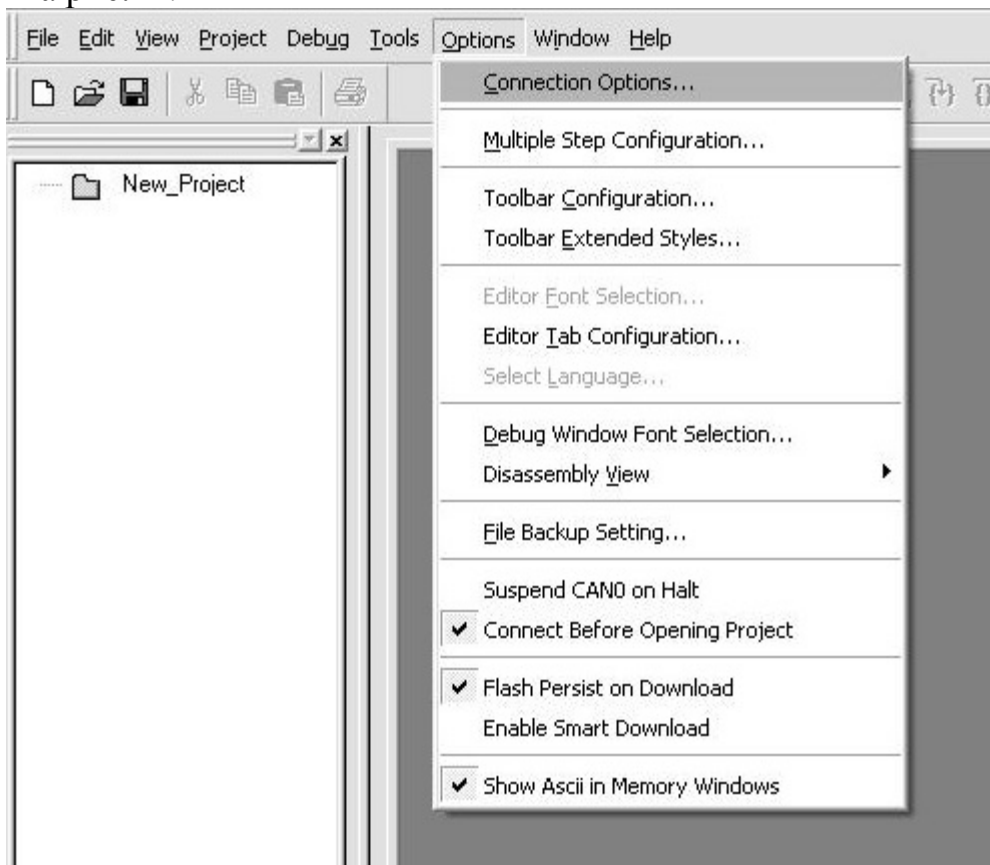 File Edit View Project Debug Tools Options Window Help
New_Project
Connection Options...
Multiple Step Configuration...
Toolbar Configuration...
Toolbar Extended Styles...
Editor Font Selection...
Editor Tab Configuration...
Select Language...
Debug Window Font Selection...
Disassembly View
File Backup Setting...
Suspend CAN0 on Halt
Connect Before Opening Project
Flash Persist on Download
Enable Smart Download
Show Ascii in Memory Windows